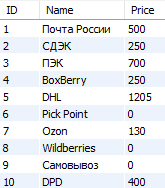 ID Name Price
1 Почта России 500
2 СДЭК 250
3 ПЭК 700
4 BoxBerry 250
5 DHL 1205
6 Pick Point 0
7 Ozon 130
8 Wildberries 0
9 Самовывоз 0
10 DPD 400